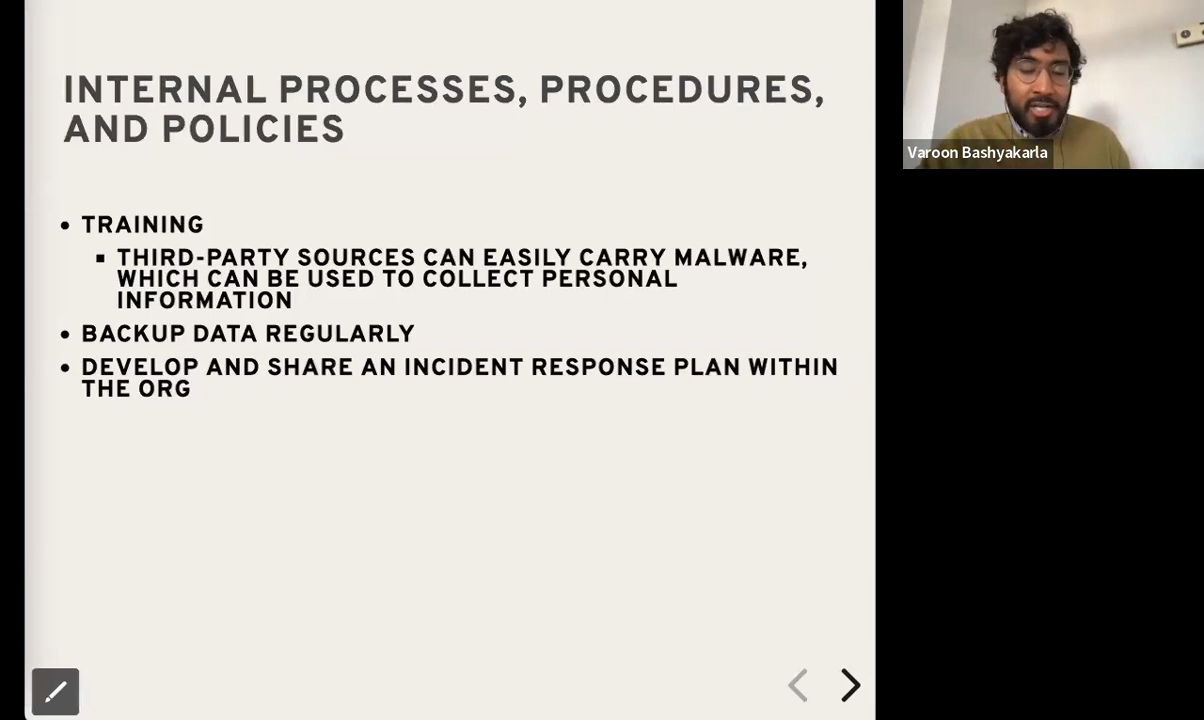 INTERNAL PROCESSES, PROCEDURES,
AND POLICIES
• TRAINING
▪ THIRD-PARTY SOURCES CAN EASILY CARRY MALWARE,
WHICH CAN BE USED TO COLLECT PERSONAL
INFORMATION
• BACKUP DATA REGULARLY
• DEVELOP AND SHARE AN INCIDENT RESPONSE PLAN WITHIN
THE ORG
Varoon Bashyakarla